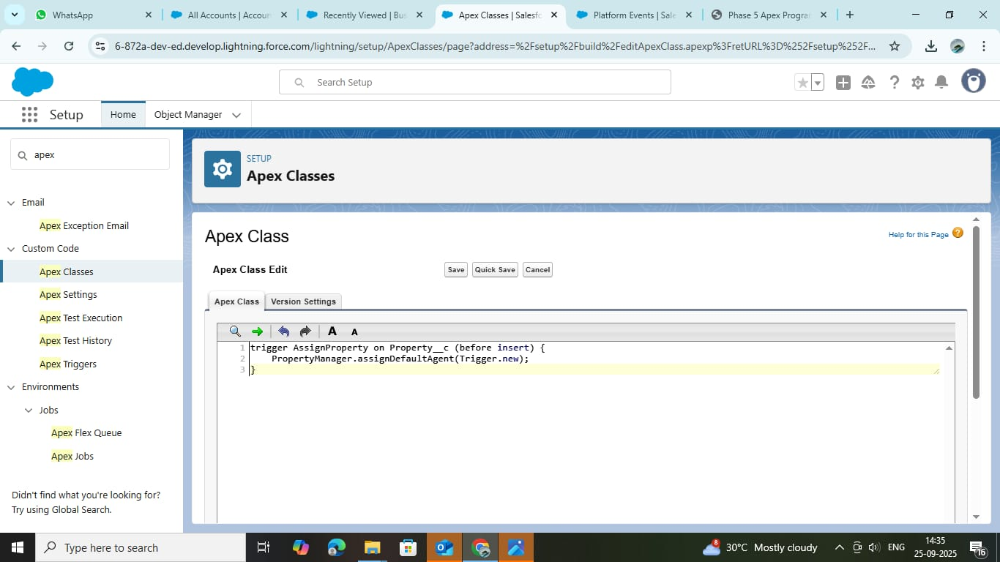 WhatsApp
All Accounts | Accoun
Recently Viewed | Bus
Apex Classes | Salesfo
Platform Events | Sale
Phase 5 Apex Progra
6-872a-dev-ed.develop.lightning.force.com/lightning/setup/ApexClasses/page?address=%2Fsetup%2Fbuild%2FeditApexClass.apexp%3FretURL%3D%252Fsetup%252F...
Search Setup
Setup
Home
Object Manager
apex
Email
Apex Exception Email
Custom Code
Apex Classes
Apex Settings
Apex Test Execution
Apex Test History
Apex Triggers
Environments
Jobs
Apex Flex Queue
Apex Jobs
Didn't find what you're looking for?
Try using Global Search.
SETUP
Apex Classes
Apex Class
Help for this Page ?
Apex Class Edit
Save
Quick Save
Cancel
Apex Class
Version Settings
A A
1 trigger AssignProperty on Property__c (before insert) {
2 PropertyManager.assignDefaultAgent(Trigger.new);
3 }
Type here to search
8
30°C Mostly cloudy
ENG
14:35
25-09-2025
16